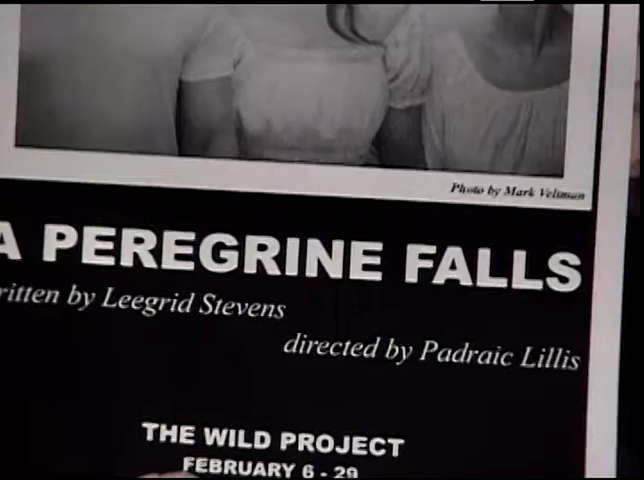 Photo by Mark Veltman
A PEREGRINE FALLS
ritten by Leegrid Stevens
directed by Padraic Lillis
THE WILD PROJECT
FEBRUARY 6 - 29